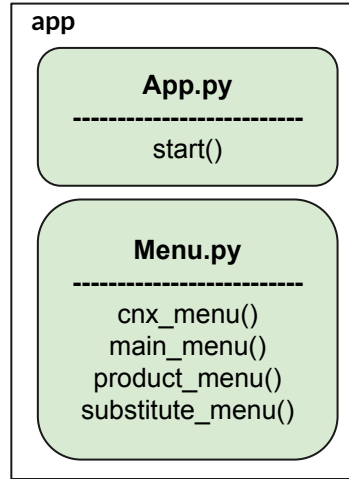 app
App.py
--------------------------
start()
Menu.py
--------------------------
cnx_menu()
main_menu()
product_menu()
substitute_menu()